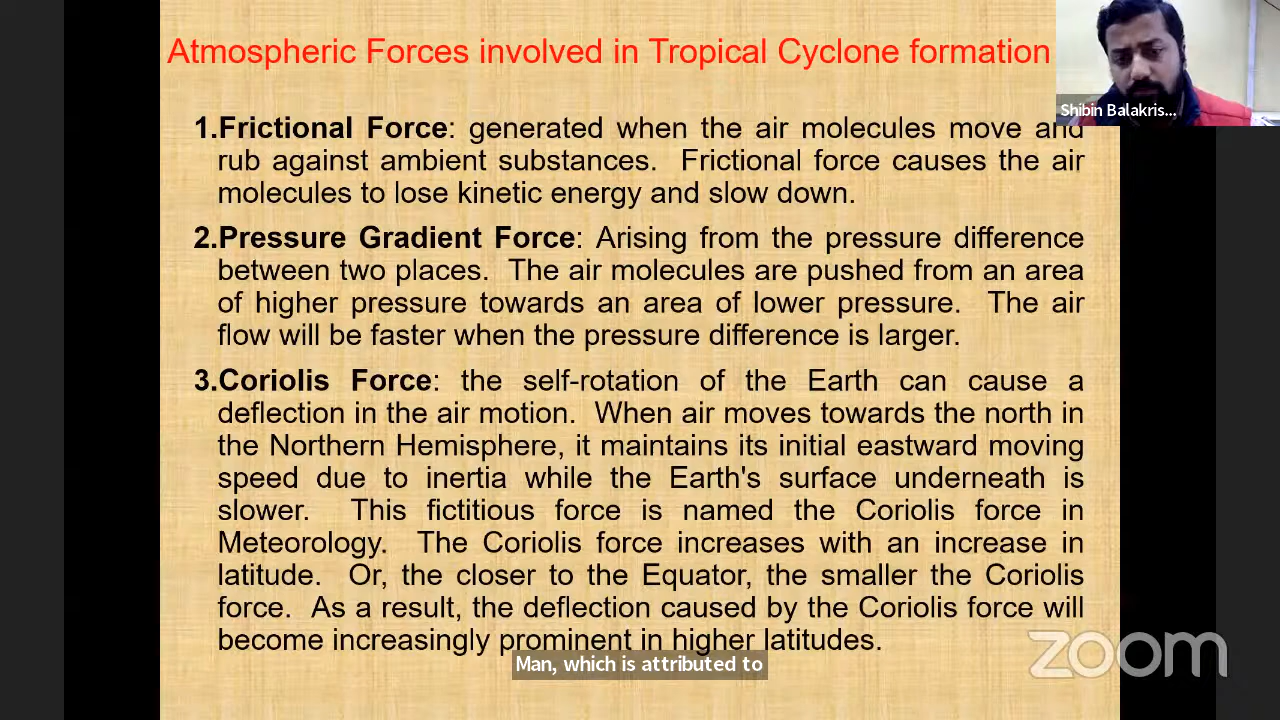 Atmospheric Forces involved in Tropical Cyclone formation
Shibin Balakris...
1.Frictional Force: generated when the air molecules move and
rub against ambient substances. Frictional force causes the air
molecules to lose kinetic energy and slow down.
2.Pressure Gradient Force: Arising from the pressure difference
between two places. The air molecules are pushed from an area
of higher pressure towards an area of lower pressure. The air
flow will be faster when the pressure difference is larger.
3.Coriolis Force: the self-rotation of the Earth can cause a
deflection in the air motion. When air moves towards the north in
the Northern Hemisphere, it maintains its initial eastward moving
speed due to inertia while the Earth's surface underneath is
slower. This fictitious force is named the Coriolis force in
Meteorology. The Coriolis force increases with an increase in
latitude. Or, the closer to the Equator, the smaller the Coriolis
force. As a result, the deflection caused by the Coriolis force will
become increasingly prominent in higher latitudes.
Man, which is attributed to
zoom